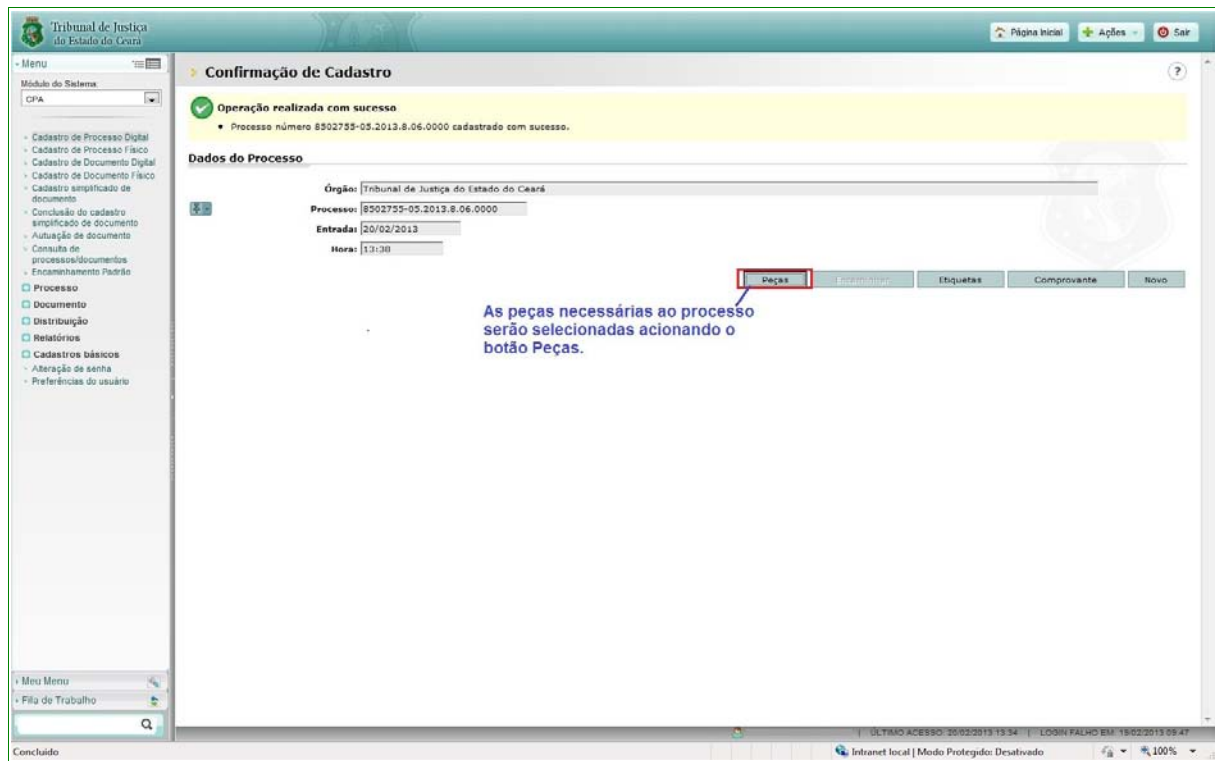 Tribunal de Justiça
do Estado do Ceará
Página Inicial
Ações
Sair
Menu
Módulo do Sistema:
CPA
Cadastro de Processo Digital
Cadastro de Processo Físico
Cadastro de Documento Digital
Cadastro de Documento Físico
Cadastro simplificado de
documento
Conclusão do cadastro
simplificado de documento
Autuação de documento
Consulta de
processos/documentos
Encaminhamento Padrão
Processo
Documento
Distribuição
Relatórios
Cadastros básicos
Alteração de senha
Preferências do usuário
Confirmação de Cadastro
?
Operação realizada com sucesso
• Processo número 8502755-05.2013.8.06.0000 cadastrado com sucesso.
Dados do Processo
Órgão: Tribunal de Justiça do Estado do Ceará
Processo: 8502755-05.2013.8.06.0000
Entrada: 20/02/2013
Hora: 13:38
Peças
Encaminhar
Etiquetas
Comprovante
Novo
As peças necessárias ao processo
serão selecionadas acionando o
botão Peças.
Meu Menu
Fila de Trabalho
| ÚLTIMO ACESSO: 20/02/2013 13:34 | LOGIN FALHO EM: 19/02/2013 09:47
Concluído
Intranet local | Modo Protegido: Desativado
100%